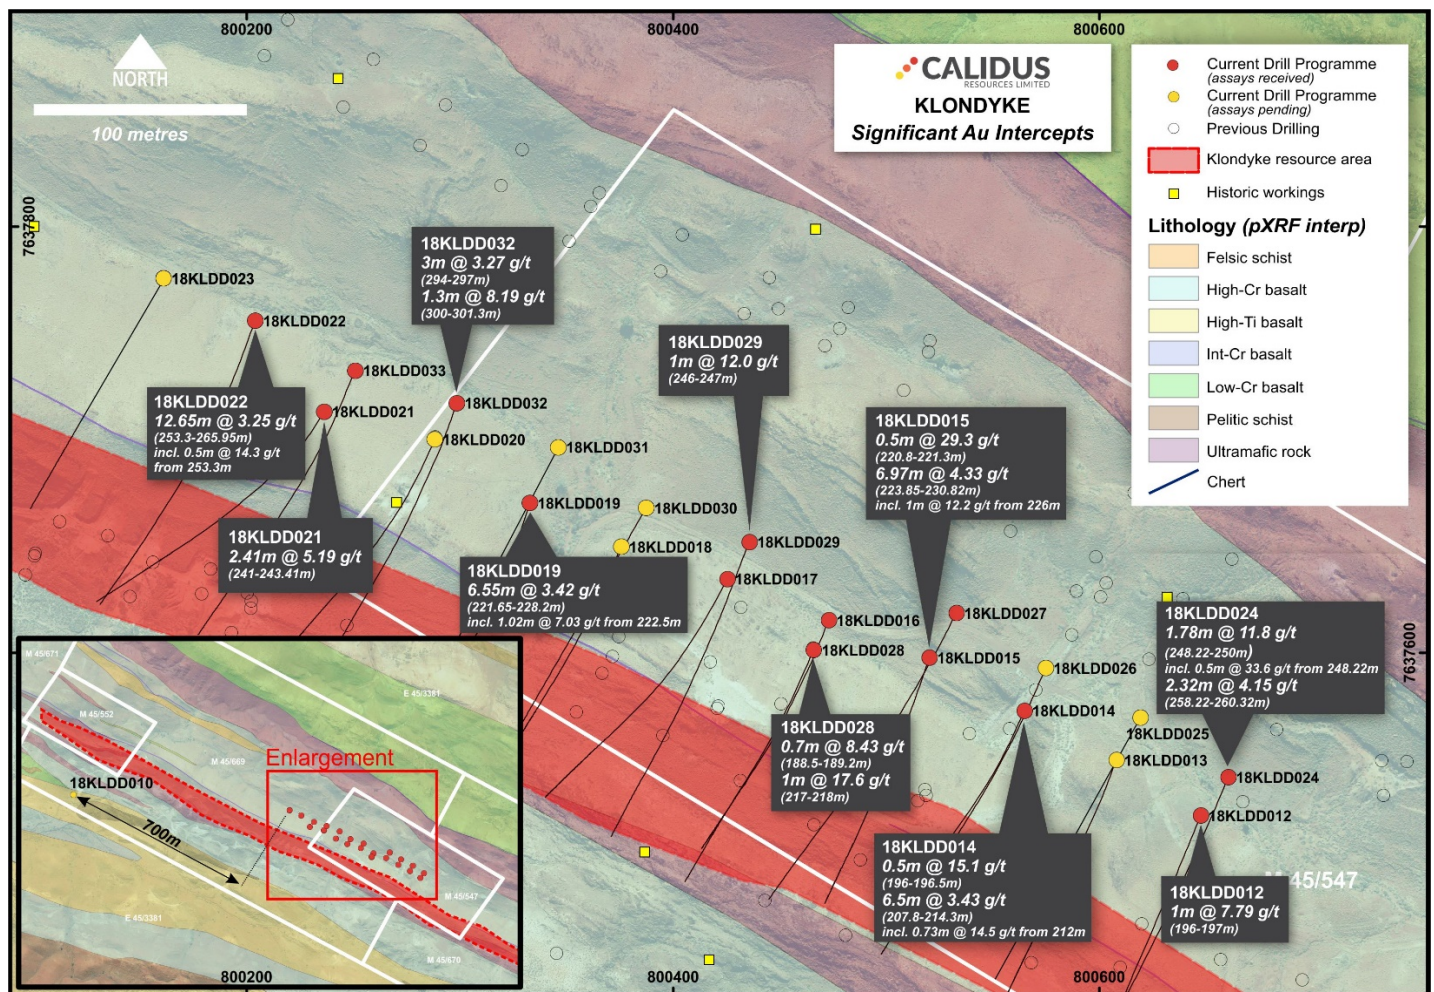 800200
800400
800600
NORTH
100 metres
CALIDUS
RESOURCES LIMITED
KLONDYKE
Significant Au Intercepts
Current Drill Programme
(assays received)
Current Drill Programme
(assays pending)
Previous Drilling
Klondyke resource area
Historic workings
Lithology (pXRF interp)
Felsic schist
High-Cr basalt
High-Ti basalt
Int-Cr basalt
Low-Cr basalt
Pelitic schist
Ultramafic rock
Chert
7637800
7637600
18KLDD023
18KLDD022
18KLDD033
18KLDD021
18KLDD032
18KLDD020
18KLDD031
18KLDD019
18KLDD030
18KLDD018
18KLDD029
18KLDD017
18KLDD016
18KLDD028
18KLDD027
18KLDD015
18KLDD026
18KLDD014
18KLDD025
18KLDD013
18KLDD024
18KLDD012
18KLDD032
3m @ 3.27 g/t
(294-297m)
1.3m @ 8.19 g/t
(300-301.3m)
18KLDD029
1m @ 12.0 g/t
(246-247m)
18KLDD022
12.65m @ 3.25 g/t
(253.3-265.95m)
incl. 0.5m @ 14.3 g/t
from 253.3m
18KLDD015
0.5m @ 29.3 g/t
(220.8-221.3m)
6.97m @ 4.33 g/t
(223.85-230.82m)
incl. 1m @ 12.2 g/t from 226m
18KLDD021
2.41m @ 5.19 g/t
(241-243.41m)
18KLDD019
6.55m @ 3.42 g/t
(221.65-228.2m)
incl. 1.02m @ 7.03 g/t from 222.5m
18KLDD024
1.78m @ 11.8 g/t
(248.22-250m)
incl. 0.5m @ 33.6 g/t from 248.22m
2.32m @ 4.15 g/t
(258.22-260.32m)
18KLDD028
0.7m @ 8.43 g/t
(188.5-189.2m)
1m @ 17.6 g/t
(217-218m)
18KLDD014
0.5m @ 15.1 g/t
(196-196.5m)
6.5m @ 3.43 g/t
(207.8-214.3m)
incl. 0.73m @ 14.5 g/t from 212m
18KLDD012
1m @ 7.79 g/t
(196-197m)
M 45/547
M 45/671
M 45/552
E 45/3381
M 45/669
Enlargement
18KLDD010
700m
M 45/547
E 45/3381
M 45/670
800200
800400
800600